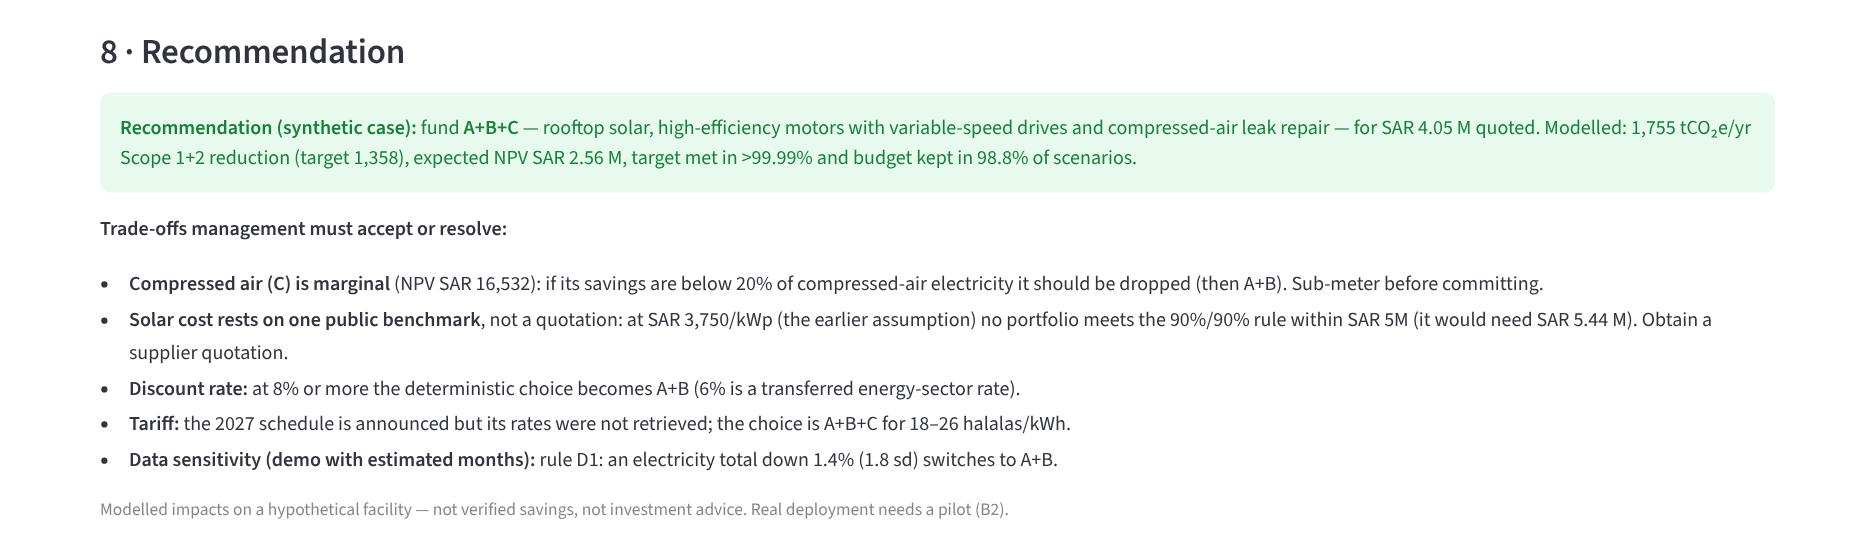 8 · Recommendation
Recommendation (synthetic case): fund A+B+C — rooftop solar, high-efficiency motors with variable-speed drives and compressed-air leak repair — for SAR 4.05 M quoted. Modelled: 1,755 tCO₂e/yr
Scope 1+2 reduction (target 1,358), expected NPV SAR 2.56 M, target met in >99.99% and budget kept in 98.8% of scenarios.
Trade-offs management must accept or resolve:
• Compressed air (C) is marginal (NPV SAR 16,532): if its savings are below 20% of compressed-air electricity it should be dropped (then A+B). Sub-meter before committing.
• Solar cost rests on one public benchmark, not a quotation: at SAR 3,750/kWp (the earlier assumption) no portfolio meets the 90%/90% rule within SAR 5M (it would need SAR 5.44 M). Obtain a
supplier quotation.
• Discount rate: at 8% or more the deterministic choice becomes A+B (6% is a transferred energy-sector rate).
• Tariff: the 2027 schedule is announced but its rates were not retrieved; the choice is A+B+C for 18–26 halalas/kWh.
• Data sensitivity (demo with estimated months): rule D1: an electricity total down 1.4% (1.8 sd) switches to A+B.
Modelled impacts on a hypothetical facility — not verified savings, not investment advice. Real deployment needs a pilot (B2).